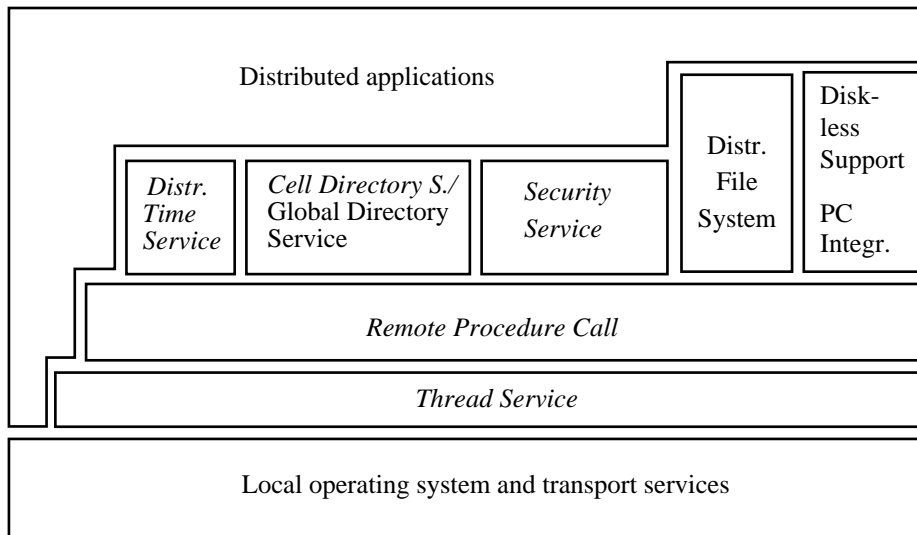 Distributed applications
Disk-
less
Support
PC
Integr.
Distr.
File
System
Distr.
Time
Service
Cell Directory S./
Global Directory
Service
Security
Service
Remote Procedure Call
Thread Service
Local operating system and transport services